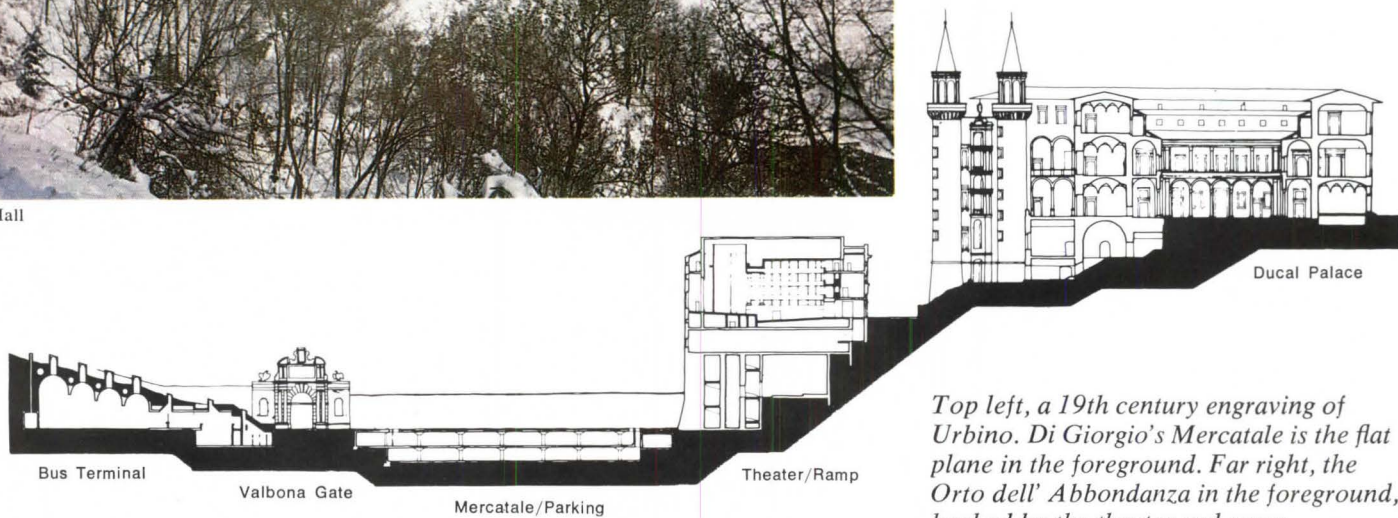 Hall
Ducal Palace
Bus Terminal
Valbona Gate
Mercatale/Parking
Theater/Ramp
Top left, a 19th century engraving of
Urbino. Di Giorgio's Mercatale is the flat
plane in the foreground. Far right, the
Orto dell' Abbondanza in the foreground,